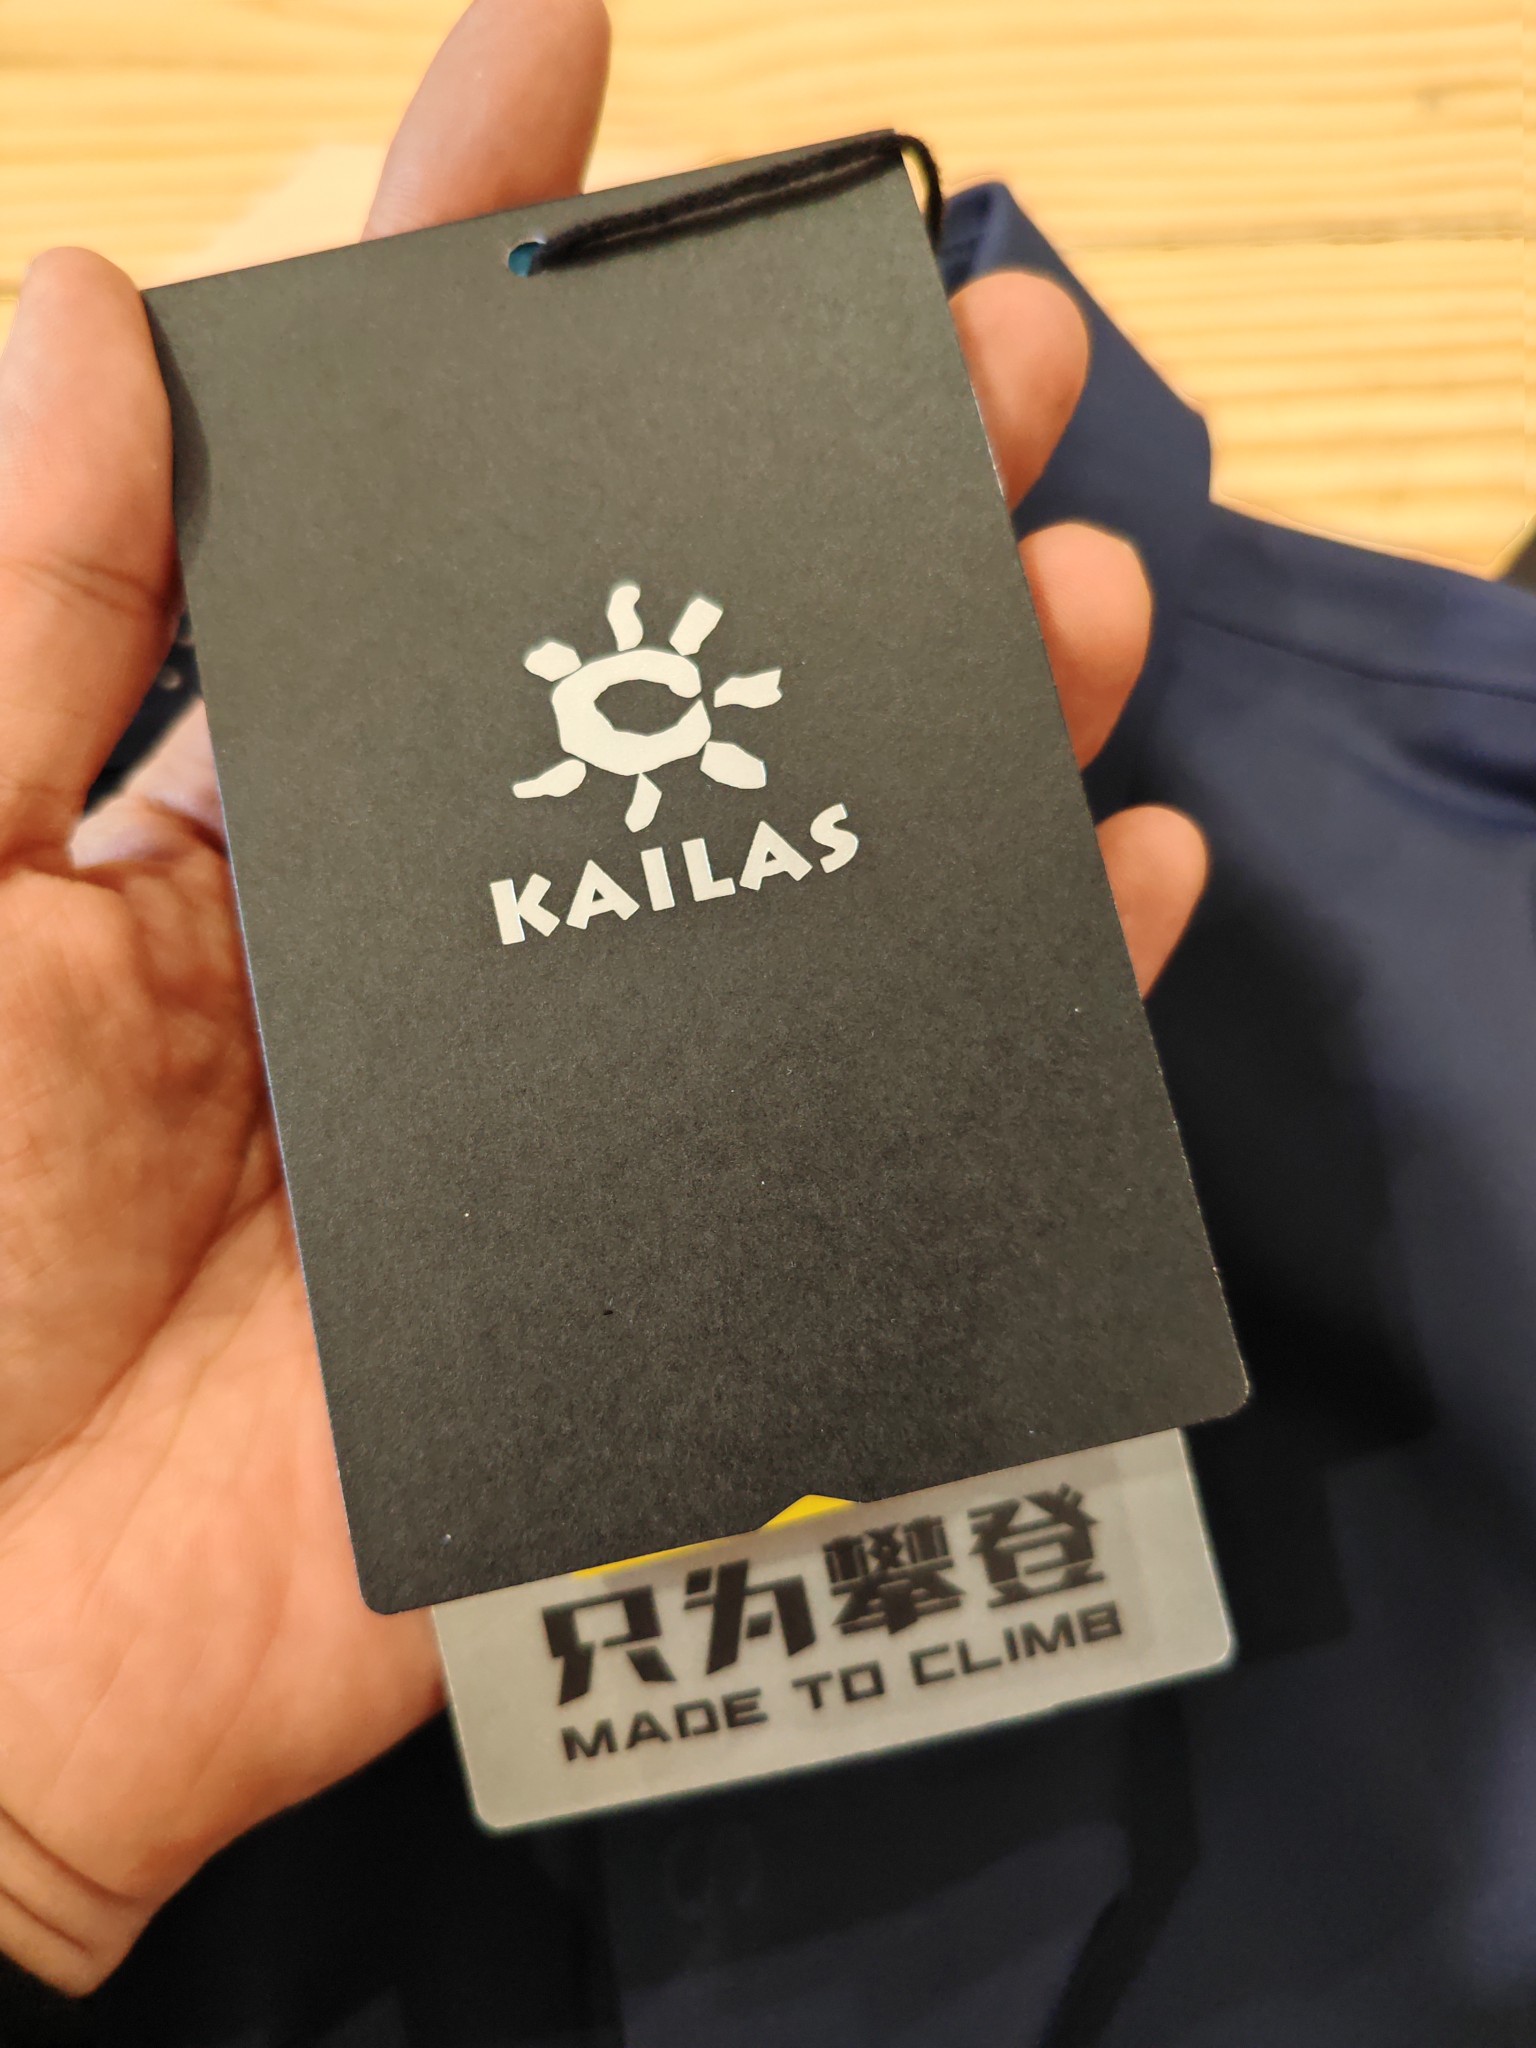 KAILAS
只为攀登
MADE TO CLIMB